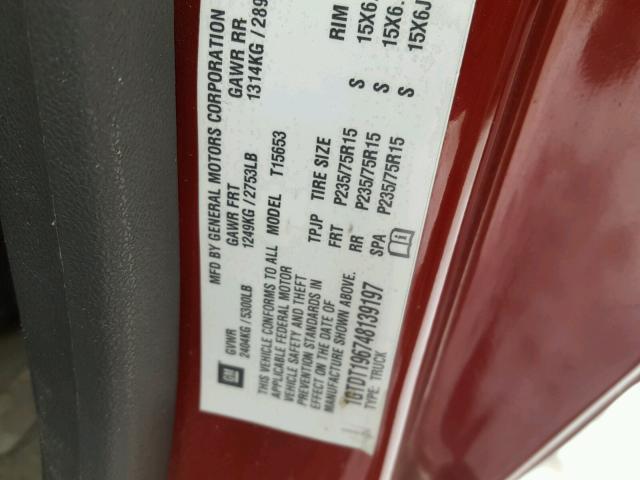 MFD BY GENERAL MOTORS CORPORATION
GVWR GAWR FRT GAWR RR
2404KG/5300LB 1249KG/2753LB 1314KG/289
THIS VEHICLE CONFORMS TO ALL MODEL T15653
APPLICABLE FEDERAL MOTOR
VEHICLE SAFETY AND THEFT
PREVENTION STANDARDS IN
EFFECT ON THE DATE OF
MANUFACTURE SHOWN ABOVE.
1GTDT196748139197
TYPE: TRUCK
TPJP TIRE SIZE RIM
FRT P235/75R15 S 15X6.
RR P235/75R15 S 15X6.
SPA P235/75R15 S 15X6J
GM